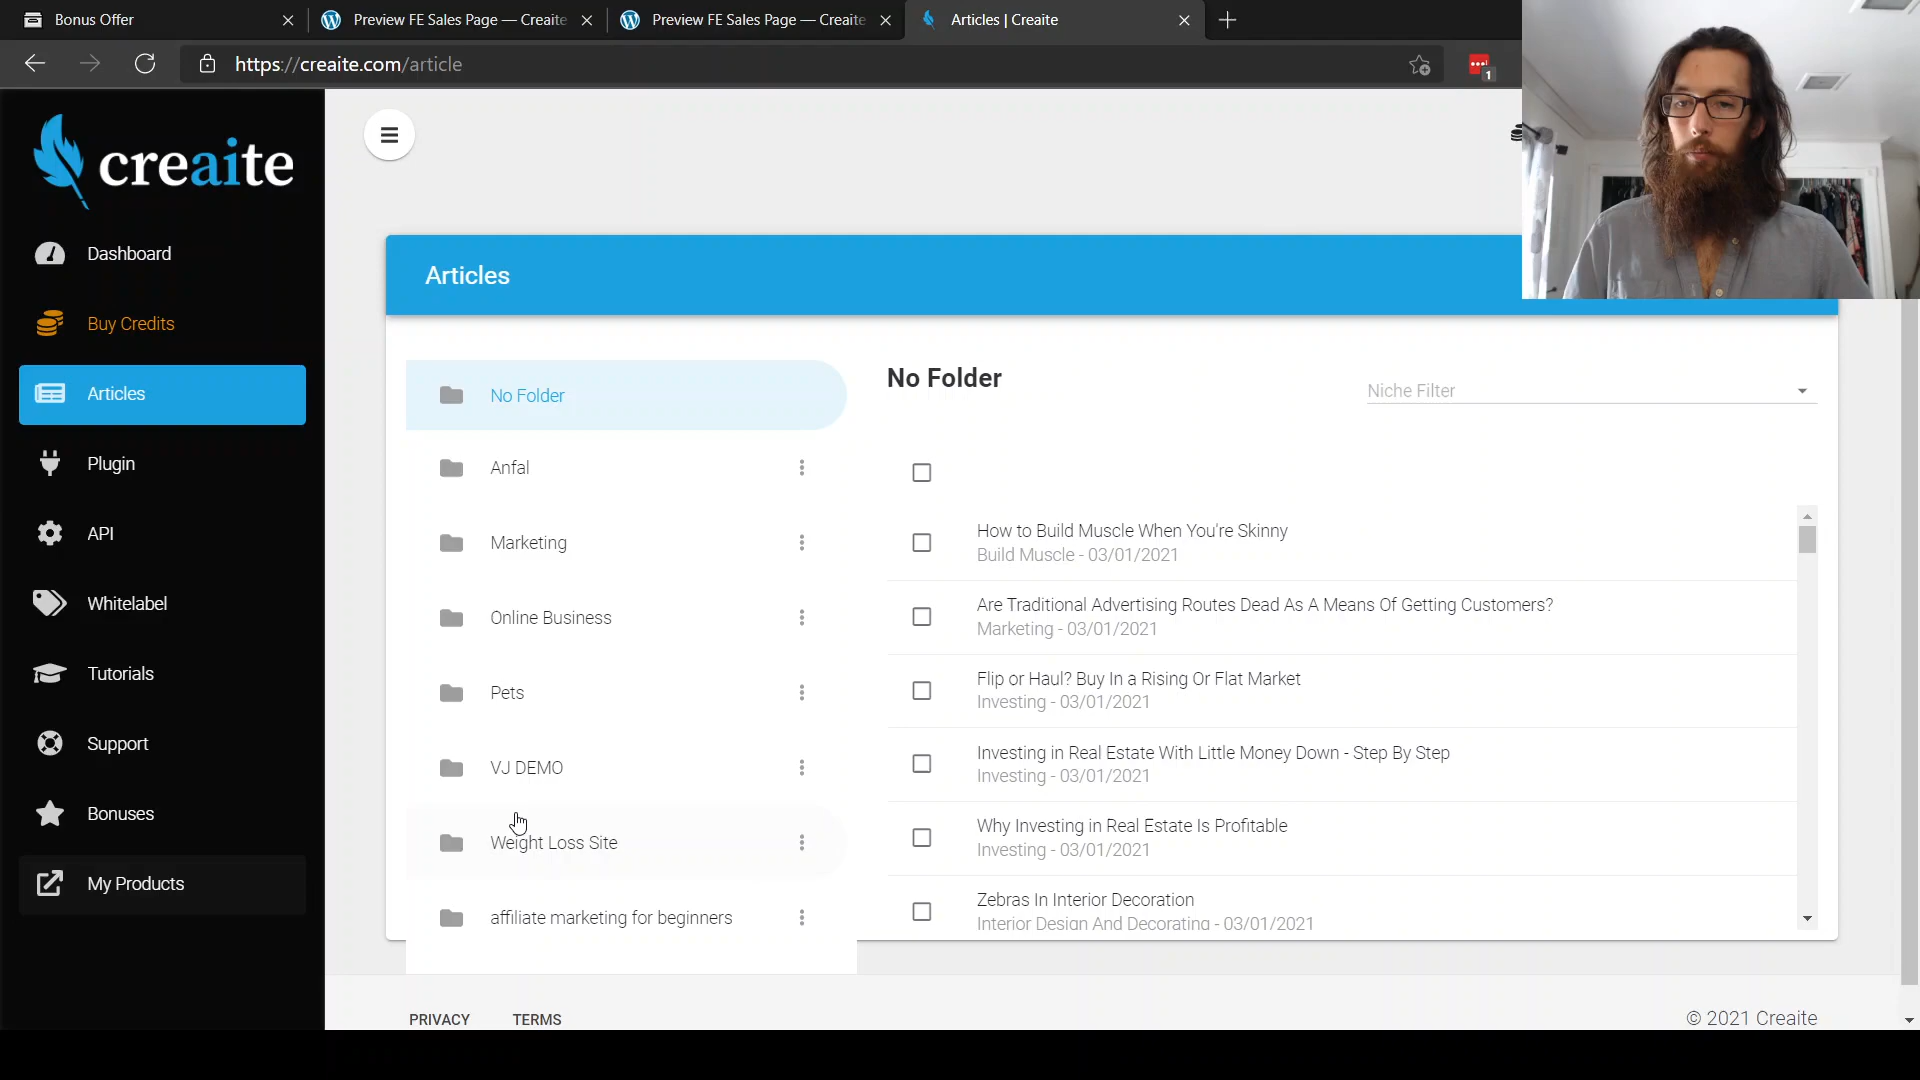 Bonus Offer
Preview FE Sales Page — Creaite
Preview FE Sales Page — Creaite
Articles | Creaite
https://creaite.com/article
1
creaite
Dashboard
Buy Credits
Articles
Plugin
API
Whitelabel
Tutorials
Support
Bonuses
My Products
Articles
No Folder
Anfal
Marketing
Online Business
Pets
VJ DEMO
Weight Loss Site
affiliate marketing for beginners
No Folder
Niche Filter
How to Build Muscle When You're Skinny
Build Muscle - 03/01/2021
Are Traditional Advertising Routes Dead As A Means Of Getting Customers?
Marketing - 03/01/2021
Flip or Haul? Buy In a Rising Or Flat Market
Investing - 03/01/2021
Investing in Real Estate With Little Money Down - Step By Step
Investing - 03/01/2021
Why Investing in Real Estate Is Profitable
Investing - 03/01/2021
Zebras In Interior Decoration
Interior Design And Decorating - 03/01/2021
PRIVACY
TERMS
© 2021 Creaite